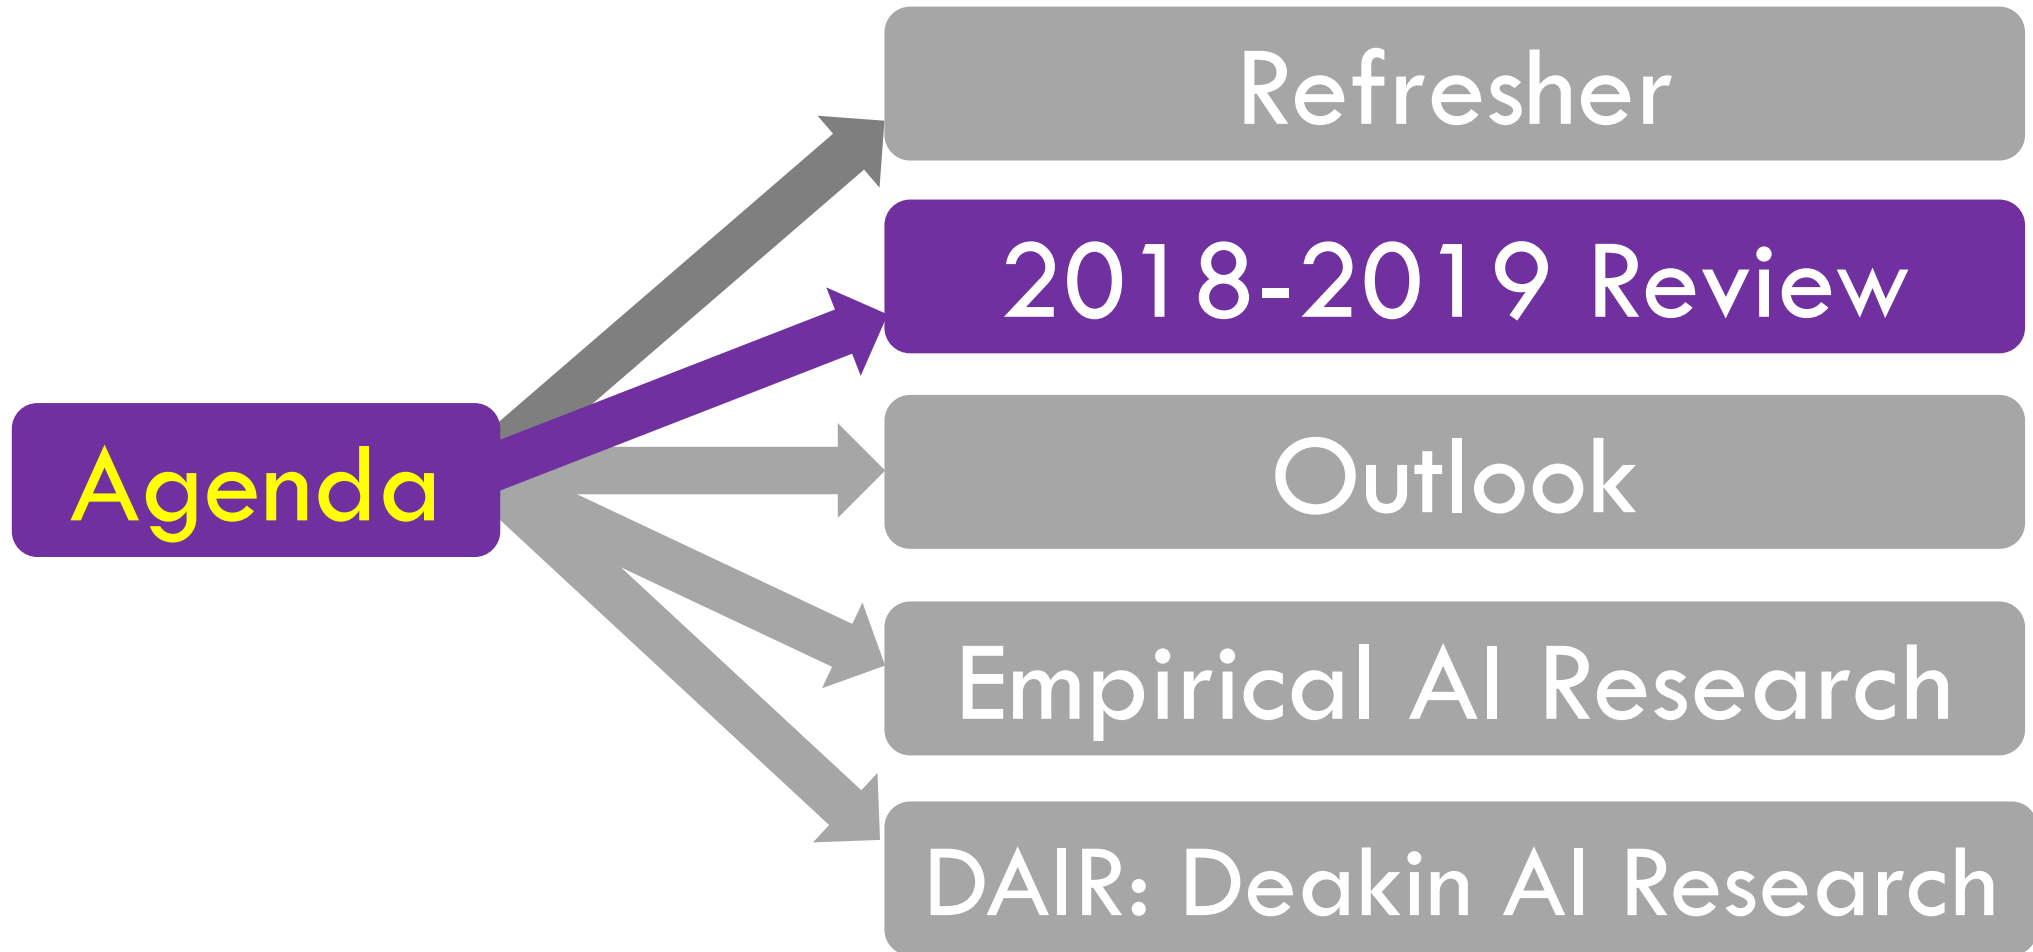 Agenda
Refresher
2018-2019 Review
Outlook
Empirical AI Research
DAIR: Deakin AI Research